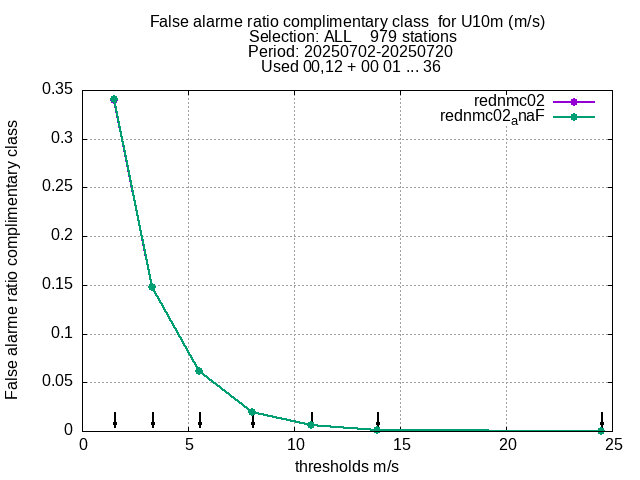 False alarme ratio complimentary class  for U10m (m/s)
Selection: ALL    979 stations
Period: 20250702-20250720
Used 00,12 + 00 01 ... 36
rednmc02
rednmc02anaF
False alarme ratio complimentary class
0.35
0.3
0.25
0.2
0.15
0.1
0.05
0
0 5 10 15 20 25
thresholds m/s